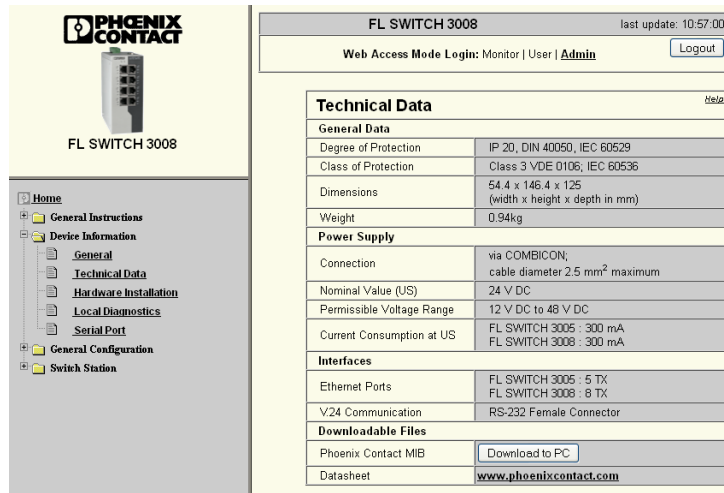 PHŒNIX
CONTACT
FL SWITCH 3008
Home
General Instructions
Device Information
General
Technical Data
Hardware Installation
Local Diagnostics
Serial Port
General Configuration
Switch Station
FL SWITCH 3008 last update: 10:57:00
Web Access Mode Login: Monitor | User | Admin Logout
Technical Data Help
General Data
Degree of Protection IP 20, DIN 40050, IEC 60529
Class of Protection Class 3 VDE 0106; IEC 60536
Dimensions 54.4 x 146.4 x 125
(width x height x depth in mm)
Weight 0.94kg
Power Supply
Connection via COMBICON;
cable diameter 2.5 mm² maximum
Nominal Value (US) 24 V DC
Permissible Voltage Range 12 V DC to 48 V DC
Current Consumption at US FL SWITCH 3005 : 300 mA
FL SWITCH 3008 : 300 mA
Interfaces
Ethernet Ports FL SWITCH 3005 : 5 TX
FL SWITCH 3008 : 8 TX
V.24 Communication RS-232 Female Connector
Downloadable Files
Phoenix Contact MIB Download to PC
Datasheet www.phoenixcontact.com